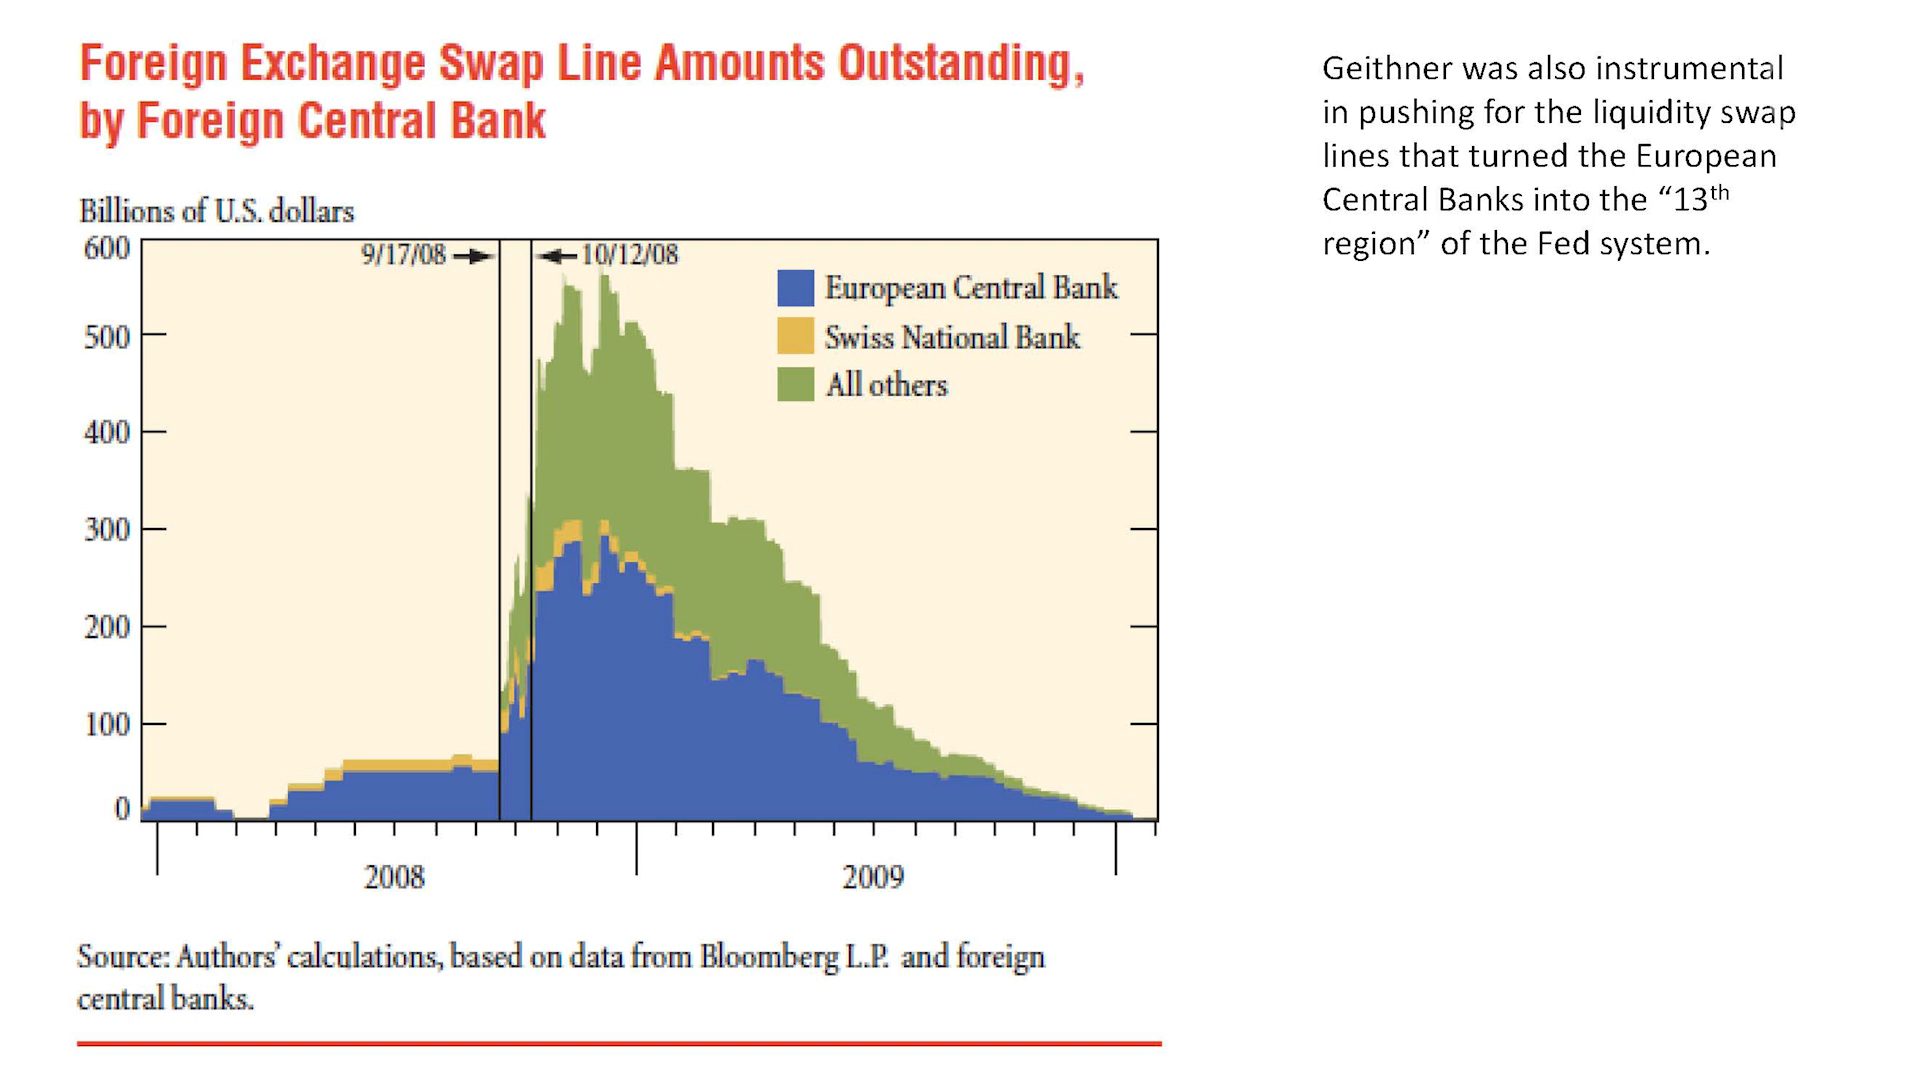 Foreign Exchange Swap Line Amounts Outstanding,
by Foreign Central Bank
Billions of U.S. dollars
600
9/17/08
10/12/08
European Central Bank
500
Swiss National Bank
All others
400
300
200
100
0
2008
2009
Source: Authors’ calculations, based on data from Bloomberg L.P. and foreign
central banks.
Geithner was also instrumental
in pushing for the liquidity swap
lines that turned the European
Central Banks into the “13th
region” of the Fed system.